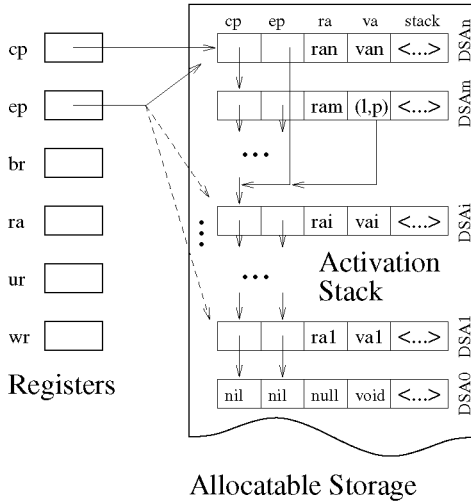 cp ep ra va stack
cp ran van <...> DSAn
ep ram (l,p) <...> DSAm
...
br
ra rai vai <...> DSAi
...
...
ur
Activation
Stack
wr ra1 va1 <...> DSA1
Registers
nil nil null void <...> DSA0
Allocatable Storage